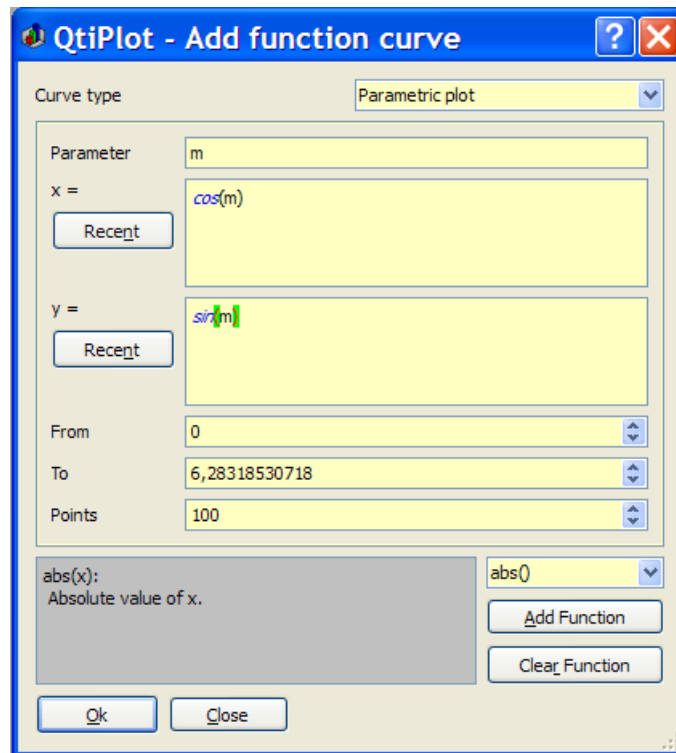 QtiPlot - Add function curve
Curve type Parametric plot
Parameter m
x = cos(m)
Recent
y = sin(m)
Recent
From 0
To 6,28318530718
Points 100
abs(x): abs()
Absolute value of x.
Add Function
Clear Function
Ok Close